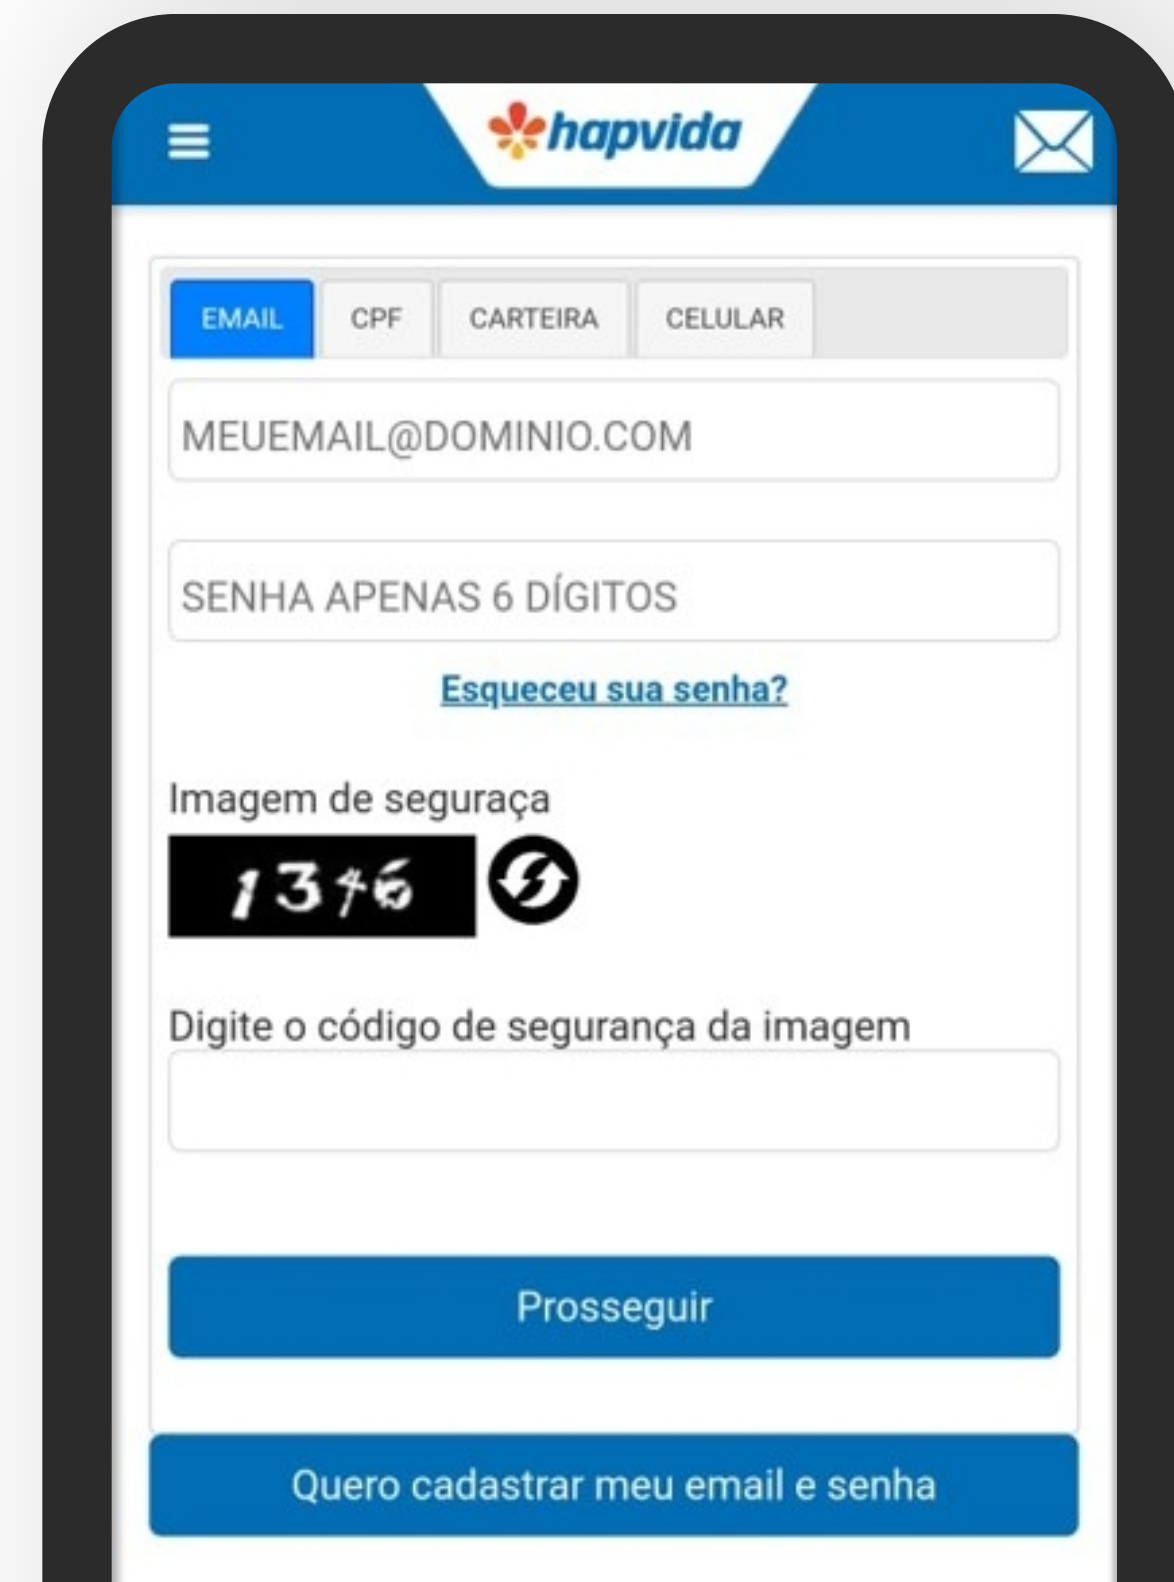 hapvida
EMAIL CPF CARTEIRA CELULAR
MEUEMAIL@DOMINIO.COM
SENHA APENAS 6 DÍGITOS
Esqueceu sua senha?
Imagem de seguraça
Digite o código de segurança da imagem
Prosseguir
Quero cadastrar meu email e senha